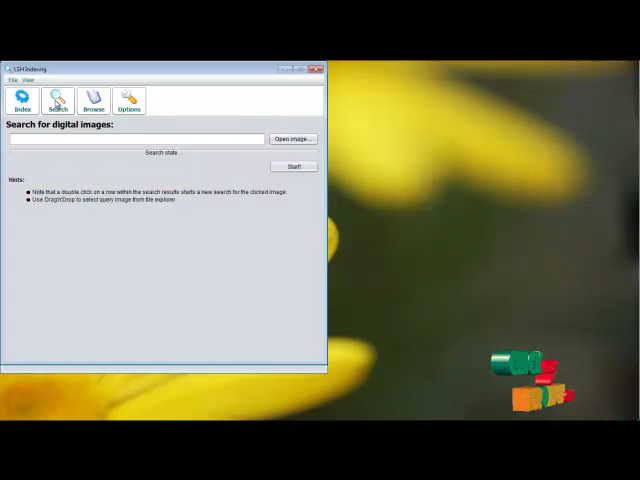 LSH Indexing
File View
Index Search Browse Options
Search for digital images:
Open image...
Search state...
Start!
Hints:
● Note that a double click on a row within the search results starts a new search for the clicked image.
● Use Drag'n'Drop to select query image from file explorer.